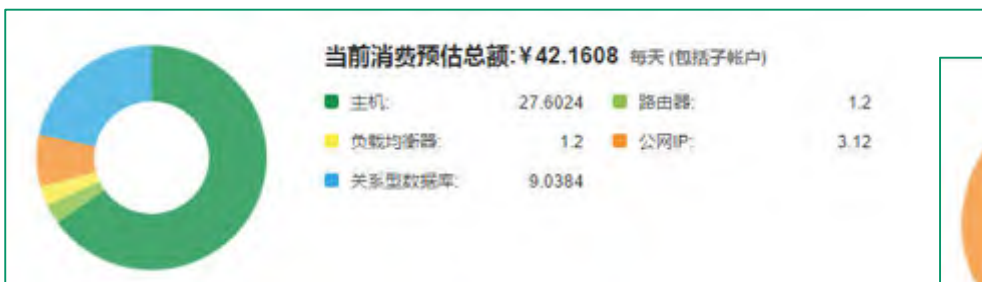 当前消费预估总额:¥42.1608 每天(包括子帐户)
主机: 27.6024 路由器: 1.2
负载均衡器: 1.2 公网IP: 3.12
关系型数据库: 9.0384